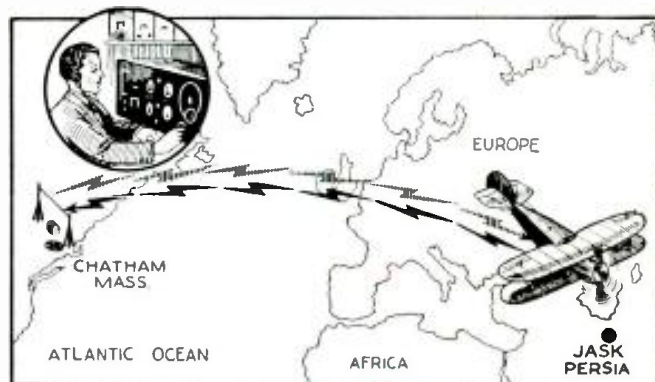 EUROPE
CHATHAM
MASS
ATLANTIC OCEAN
AFRICA
JASK
PERSIA